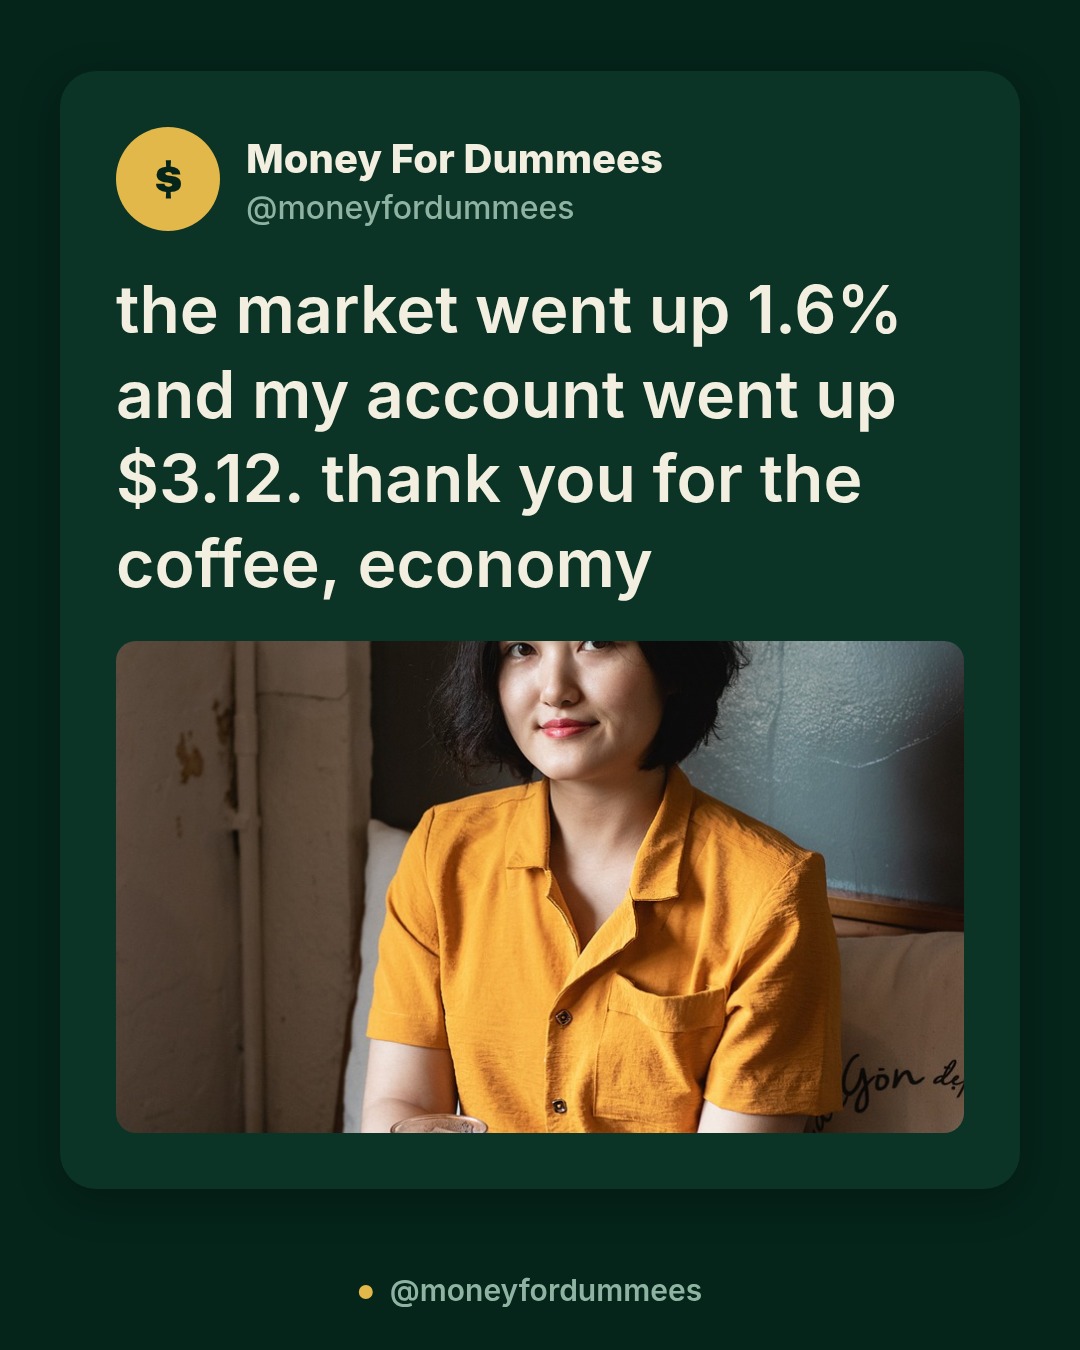 $
Money For Dummees
@moneyfordummees
the market went up 1.6%
and my account went up
$3.12. thank you for the
coffee, economy
Gòn
@moneyfordummees